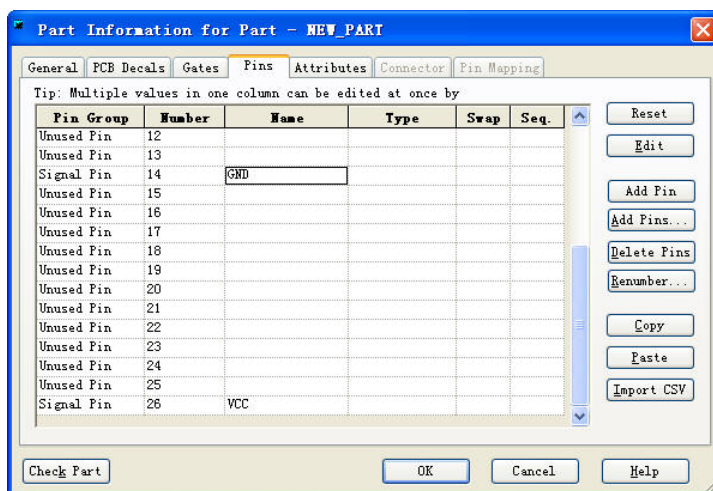 Part Information for Part - NEW_PART
General PCB Decals Gates Pins Attributes Connector Pin Mapping
Tip: Multiple values in one column can be edited at once by
Pin Group Number Name Type Swap Seq.
Unused Pin 12
Unused Pin 13
Signal Pin 14 GND
Unused Pin 15
Unused Pin 16
Unused Pin 17
Unused Pin 18
Unused Pin 19
Unused Pin 20
Unused Pin 21
Unused Pin 22
Unused Pin 23
Unused Pin 24
Unused Pin 25
Signal Pin 26 VCC
Reset
Edit
Add Pin
Add Pins...
Delete Pins
Renumber...
Copy
Paste
Import CSV
Check Part OK Cancel Help